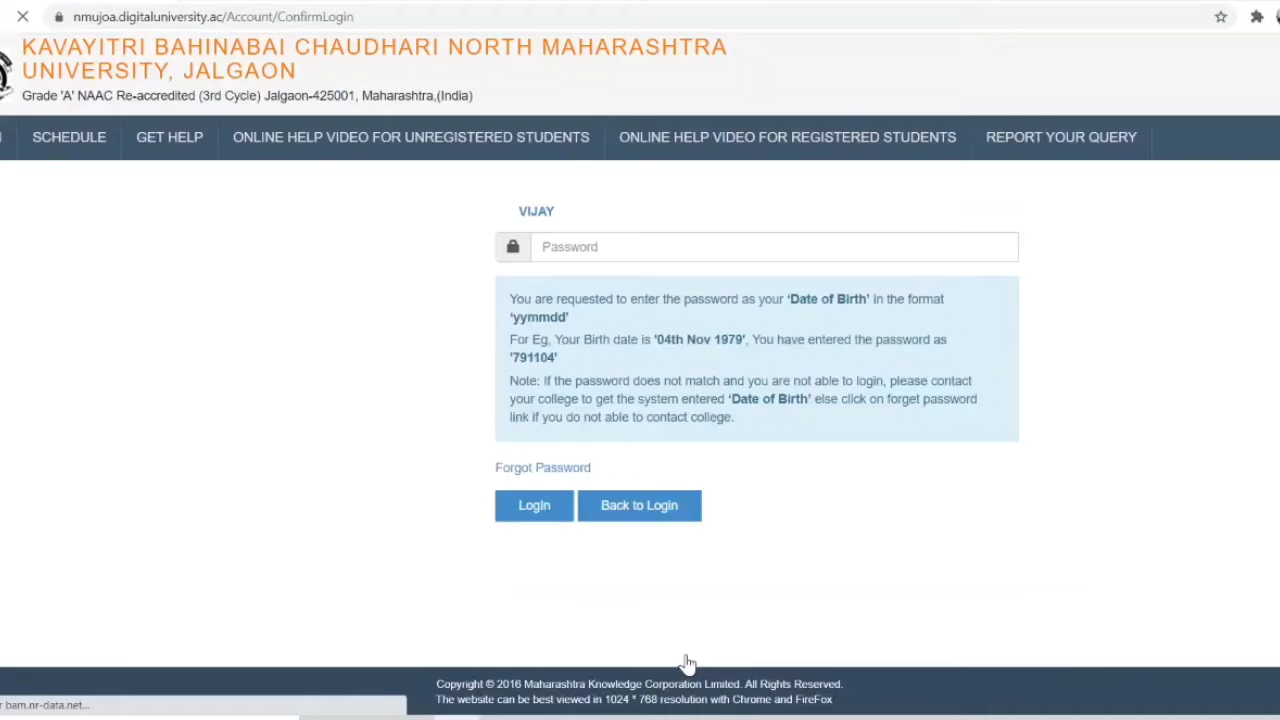 nmujoa.digitaluniversity.ac/Account/ConfirmLogin
KAVAYITRI BAHINABAI CHAUDHARI NORTH MAHARASHTRA
UNIVERSITY, JALGAON
Grade 'A' NAAC Re-accredited (3rd Cycle) Jalgaon-425001, Maharashtra,(India)
SCHEDULE GET HELP ONLINE HELP VIDEO FOR UNREGISTERED STUDENTS ONLINE HELP VIDEO FOR REGISTERED STUDENTS REPORT YOUR QUERY
VIJAY
Password
You are requested to enter the password as your ‘Date of Birth’ in the format
‘yymmdd’
For Eg, Your Birth date is '04th Nov 1979', You have entered the password as
'791104'
Note: If the password does not match and you are not able to login, please contact
your college to get the system entered ‘Date of Birth’ else click on forget password
link if you do not able to contact college.
Forgot Password
LogIn Back to Login
Copyright © 2016 Maharashtra Knowledge Corporation Limited. All Rights Reserved.
The website can be best viewed in 1024 * 768 resolution with Chrome and FireFox
bam.nr-data.net...